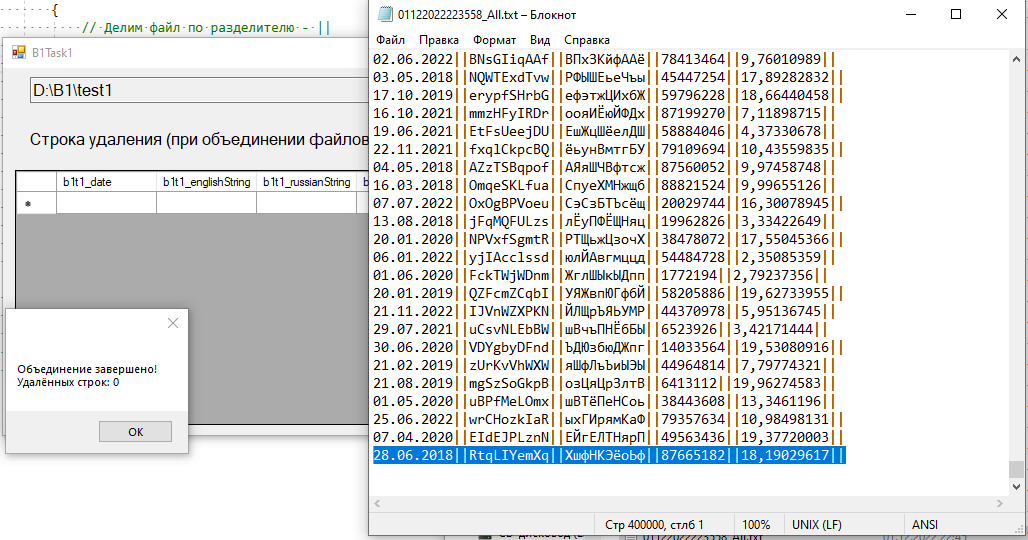 {
// Делим файл по разделителю - ||
B1Task1
D:\B1\test1
Строка удаления (при объединении файлов
b1t1_date b1t1_englishString b1t1_russianString
*
Объединение завершено!
Удалённых строк: 0
OK
01122022223558_All.txt – Блокнот
Файл Правка Формат Вид Справка
02.06.2022||BNsGIiqAAf||ВПхЗКйфААё||78413464||9,76010989||
03.05.2018||NQWTExdTvw||РФЫШЕьеЧъы||45447254||17,89282832||
17.10.2019||erypfSHrbG||ефэтжЦИхбЖ||59796228||18,66440458||
16.10.2021||mmzHFyIRDr||оояИЁюЙФДх||87199270||7,11898715||
19.06.2021||EtFsUeejDU||ЕшЖцШёелДШ||58884046||4,37330678||
22.11.2021||fxqlCkpcBQ||ёьунВмтгБУ||79109694||10,43559835||
04.05.2018||AZzTSBqpof||АЯяШЧВфтсж||87560052||9,97458748||
16.03.2018||OmqeSKLfua||СпуеХМНжщб||88821524||9,99655126||
07.07.2022||OxOgBPVoeu||СэСзБТЬсёщ||20029744||16,30078945||
13.08.2018||jFqMQFULzs||лЁуПФЁЩНяц||19962826||3,33422649||
20.01.2020||NPVxfSgmtR||РТЩьжЦзочХ||38478072||17,55045366||
06.01.2022||yjIAcclssd||юлЙАвгмццд||54484728||2,35085359||
01.06.2020||FckTWjWDnm||ЖглШЫкЫДпп||1772194||2,79237356||
20.01.2019||QZFcmZCqbI||УЯЖвпЮГфбЙ||58205886||19,62733955||
21.11.2022||IJVnWZXPKN||ЙЛЩрЪЯЬУМР||44370978||5,95136745||
29.07.2021||uCsvNLEbBW||шВчъПНЁбБЫ||6523926||3,42171444||
30.06.2020||VDYgbyDFnd||ЪДЮзбюДЖпг||14033564||19,53080916||
21.02.2019||zUrKvVhWXW||яШфЛъЪиЫЭЫ||44964814||7,79774321||
21.08.2019||mgSzSoGkpB||озЦяЦрЗлтВ||6413112||19,96274583||
01.05.2020||uBPfMeLOmx||шВТёПеНСоь||38443608||13,3461196||
25.06.2022||wrCHozkIaR||ыхГИрямКаФ||79357634||10,98498131||
07.04.2020||EIdEJPLznN||ЕЙгЕЛТНярП||49563436||19,37720003||
28.06.2018||RtqLIYemXq||ХшфНКЭёоЬф||87665182||18,19029617||
Стр 400000, стлб 1 100% UNIX (LF) ANSI